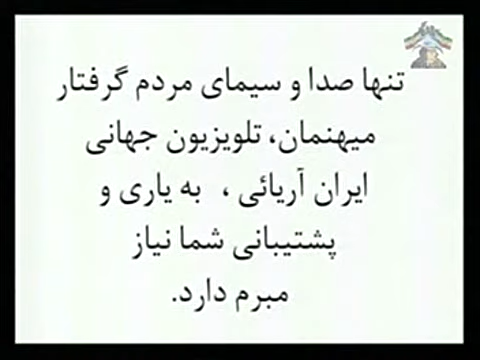 تنها صدا و سیمای مردم گرفتار
میهنمان، تلویزیون جهانی
ایران آریائی ، به یاری و
پشتیبانی شما نیاز
مبرم دارد.